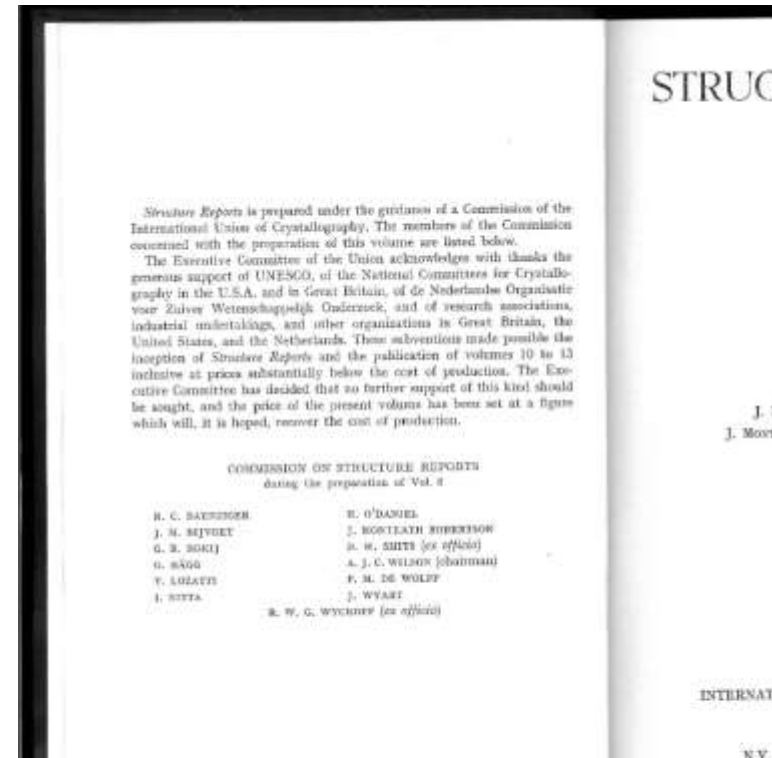 Structure Reports is prepared under the guidance of a Commission of the
International Union of Crystallography. The members of the Commission
concerned with the preparation of this volume are listed below.
The Executive Committee of the Union acknowledges with thanks the
generous support of UNESCO, of the National Committees for Crystallo-
graphy in the U.S.A. and in Great Britain, of de Nederlandse Organisatie
voor Zuiver Wetenschappelijk Onderzoek, and of research associations,
industrial undertakings, and other organizations in Great Britain, the
United States, and the Netherlands. These subventions made possible the
inception of Structure Reports and the publication of volumes 10 to 13
inclusive at prices substantially below the cost of production. The Exe-
cutive Committee has decided that no further support of this kind should
be sought, and the price of the present volume has been set at a figure
which will, it is hoped, recover the cost of production.
COMMISSION ON STRUCTURE REPORTS
during the preparation of Vol. 8
N. C. BAENZIGER
J. M. BIJVOET
G. B. BOKIJ
G. HÄGG
V. LUZATTI
I. NITTA
H. O'DANIEL
J. MONTEATH ROBERTSON
D. W. SMITS (ex officio)
A. J. C. WILSON (chairman)
P. M. DE WOLFF
J. WYART
R. W. G. WYCKOFF (ex officio)
STRUC
J.
J. MON
INTERNAT
N.V.